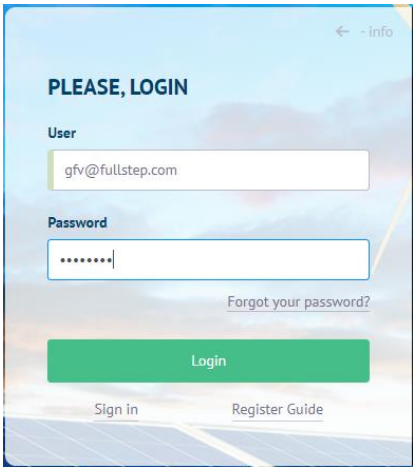 ← - info
PLEASE, LOGIN
User
gfv@fullstep.com
Password
••••••••
Forgot your password?
Login
Sign in Register Guide